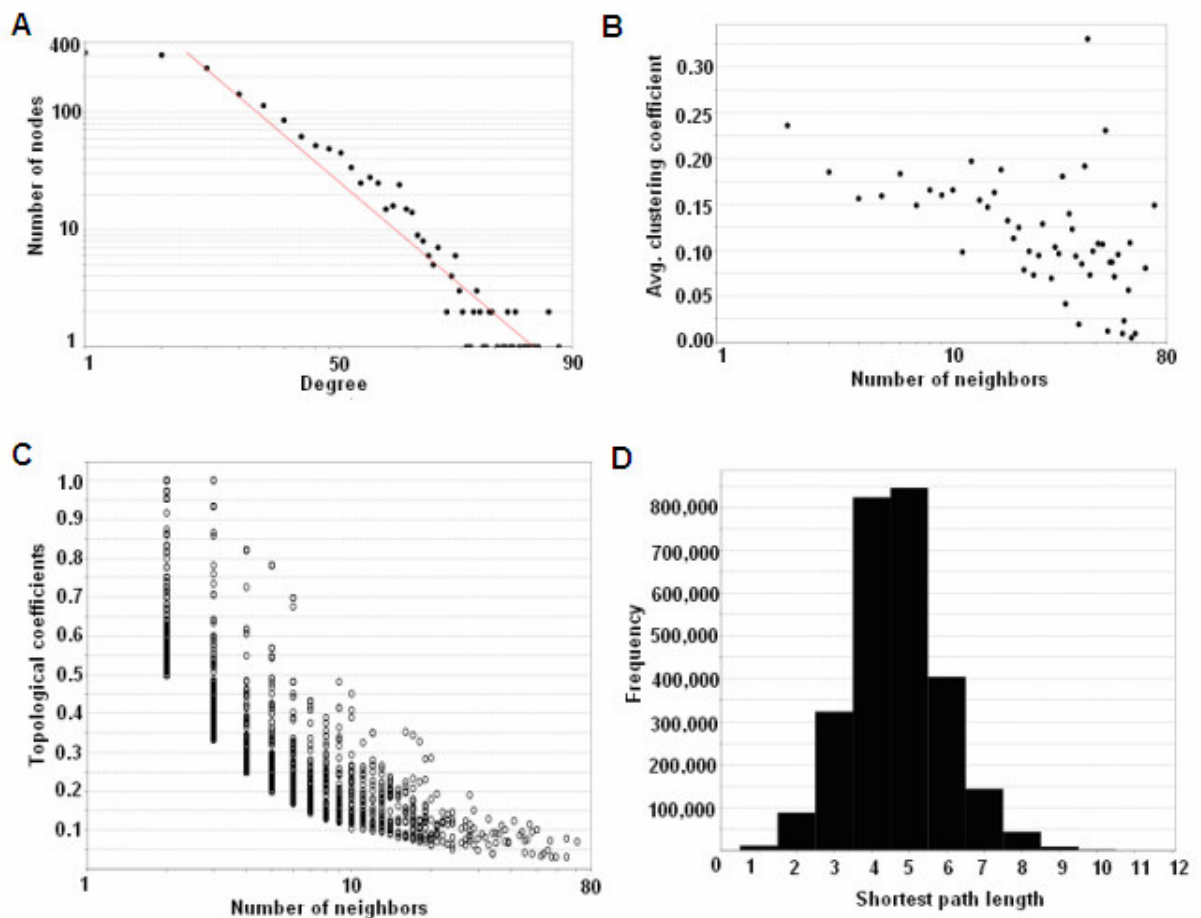 A
400
100
10
1
1
50
90
Number of nodes
Degree
B
0.30
0.25
0.20
0.15
0.10
0.05
0.00
1
10
80
Avg. clustering coefficient
Number of neighbors
C
1.0
0.9
0.8
0.7
0.6
0.5
0.4
0.3
0.2
0.1
1
10
80
Topological coefficients
Number of neighbors
D
800,000
700,000
600,000
500,000
400,000
300,000
200,000
100,000
0 1 2 3 4 5 6 7 8 9 10 11 12
Frequency
Shortest path length